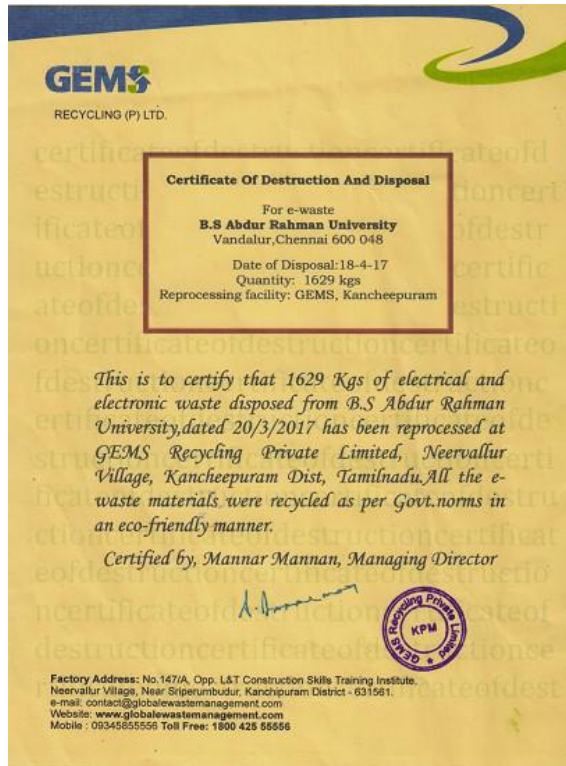 GEMS
RECYCLING (P) LTD.
Certificate Of Destruction And Disposal
For e-waste
B.S Abdur Rahman University
Vandalur,Chennai 600 048
Date of Disposal:18-4-17
Quantity: 1629 kgs
Reprocessing facility: GEMS, Kancheepuram
This is to certify that 1629 Kgs of electrical and
electronic waste disposed from B.S Abdur Rahman
University,dated 20/3/2017 has been reprocessed at
GEMS Recycling Private Limited, Neervallur
Village, Kancheepuram Dist, Tamilnadu.All the e-
waste materials were recycled as per Govt.norms in
an eco-friendly manner.
Certified by, Mannar Mannan, Managing Director
GEMS Recycling Private Limited
KPM
Factory Address: No.147/A, Opp. L&T Construction Skills Training Institute,
Neervallur Village, Near Sriperumbudur, Kanchipuram District - 631561.
e-mail: contact@globalewastemanagement.com
Website: www.globalewastemanagement.com
Mobile : 09345855556 Toll Free: 1800 425 55556